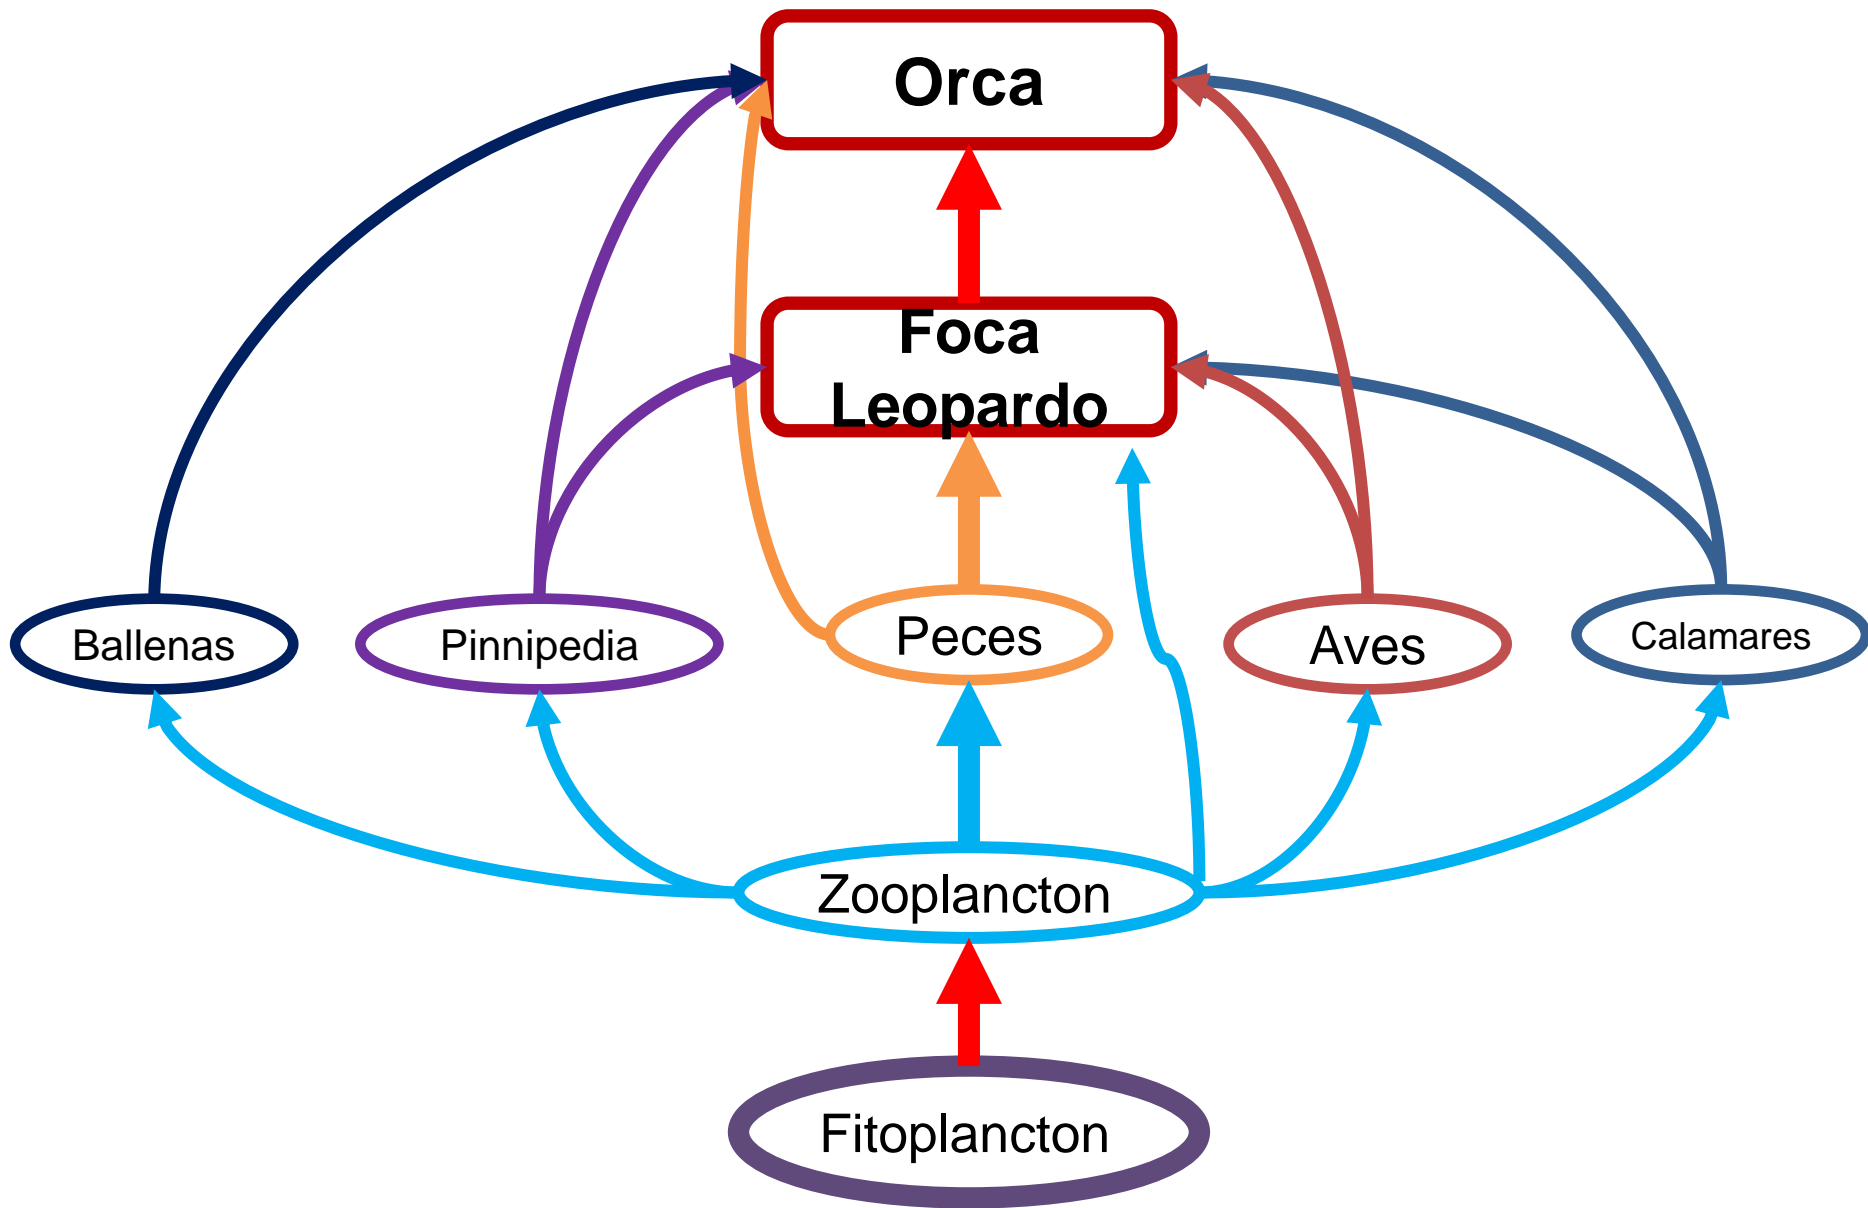 Orca
Foca
Leopardo
Ballenas
Pinnipedia
Peces
Aves
Calamares
Zooplancton
Fitoplancton